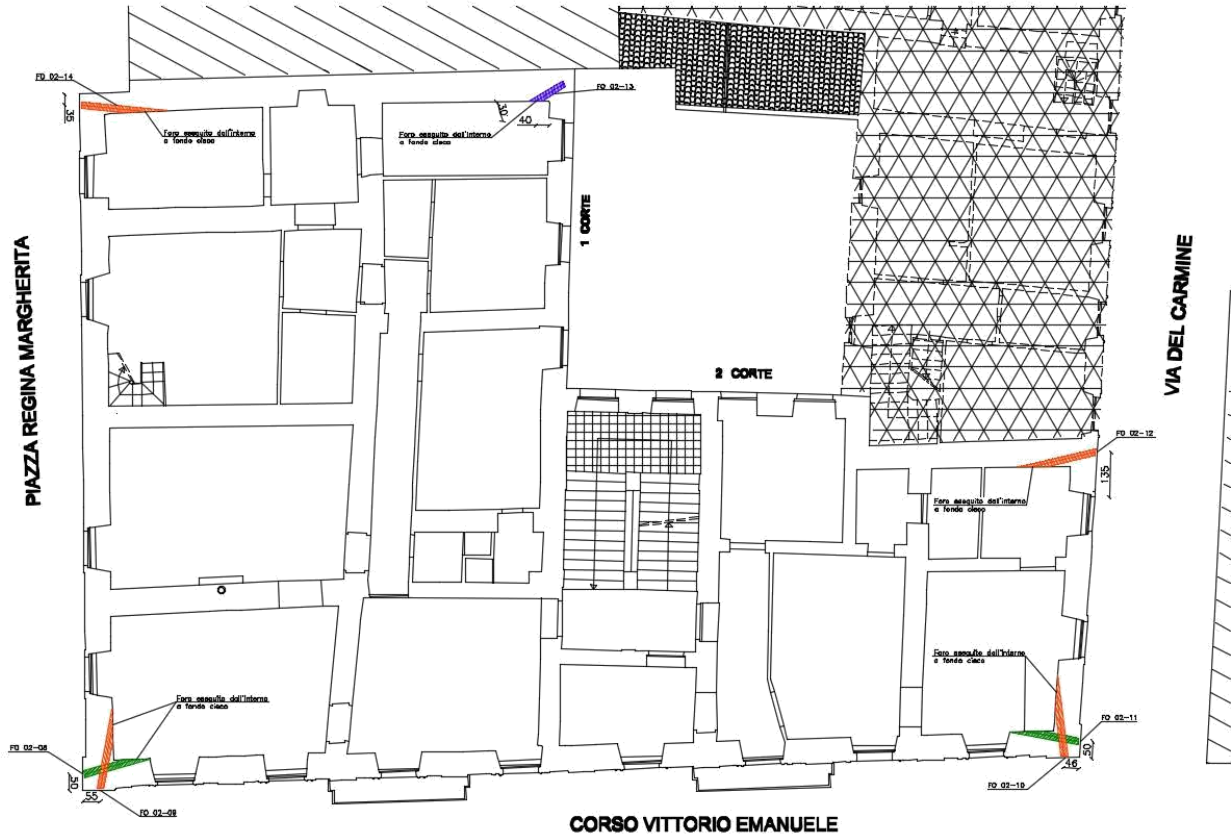 FO 02-14
35
Foro eseguito dall'interno
a fondo cieco
FO 02-13
30
40
Foro eseguito dall'interno
a fondo cieco
1 CORTE
2 CORTE
PIAZZA REGINA MARGHERITA
VIA DEL CARMINE
FO 02-12
135
Foro eseguito dall'interno
a fondo cieco
Foro eseguito dall'interno
a fondo cieco
Foro eseguito dall'interno
a fondo cieco
FO 02-11
50
46
FO 02-10
50
55
CORSO VITTORIO EMANUELE